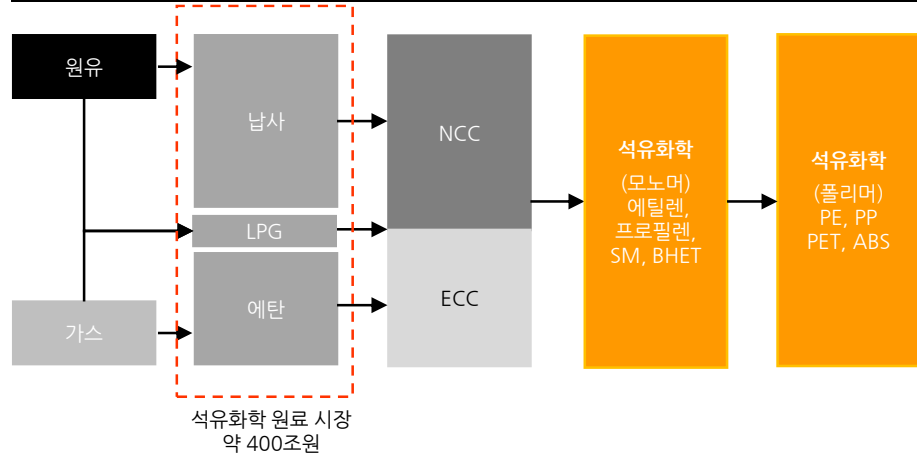 원유
가스
납사
LPG
에탄
석유화학 원료 시장
약 400조원
NCC
ECC
석유화학
(모노머)
에틸렌,
프로필렌,
SM, BHET
석유화학
(폴리머)
PE, PP
PET, ABS